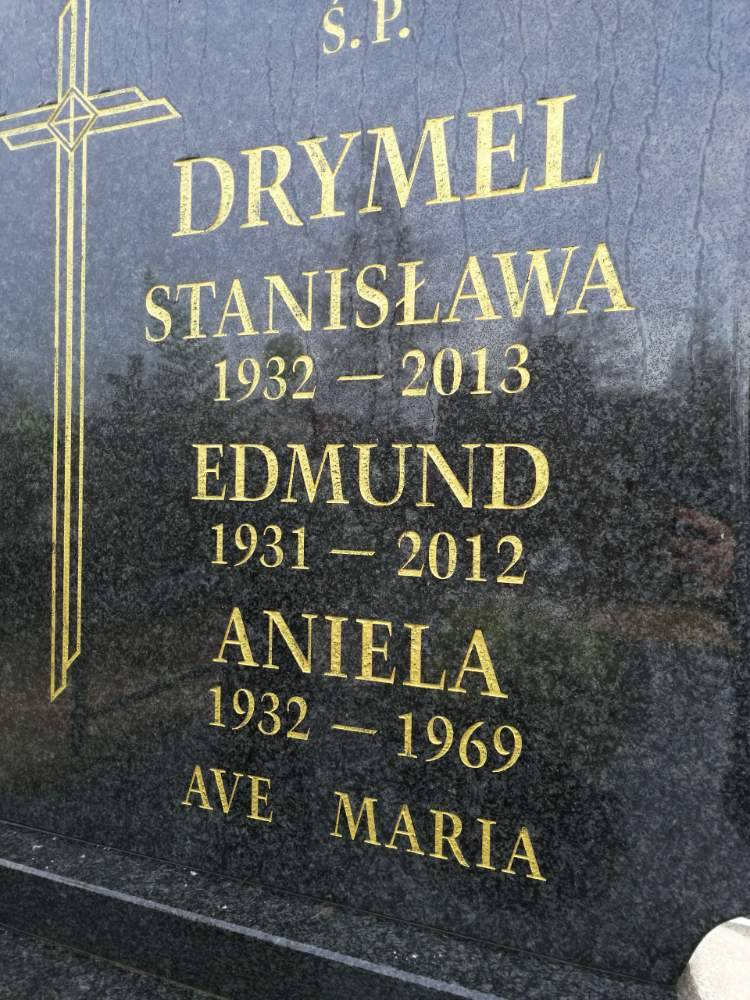 Ś.P.
DRYMEL
STANISŁAWA
1932 – 2013
EDMUND
1931 – 2012
ANIELA
1932 – 1969
AVE MARIA